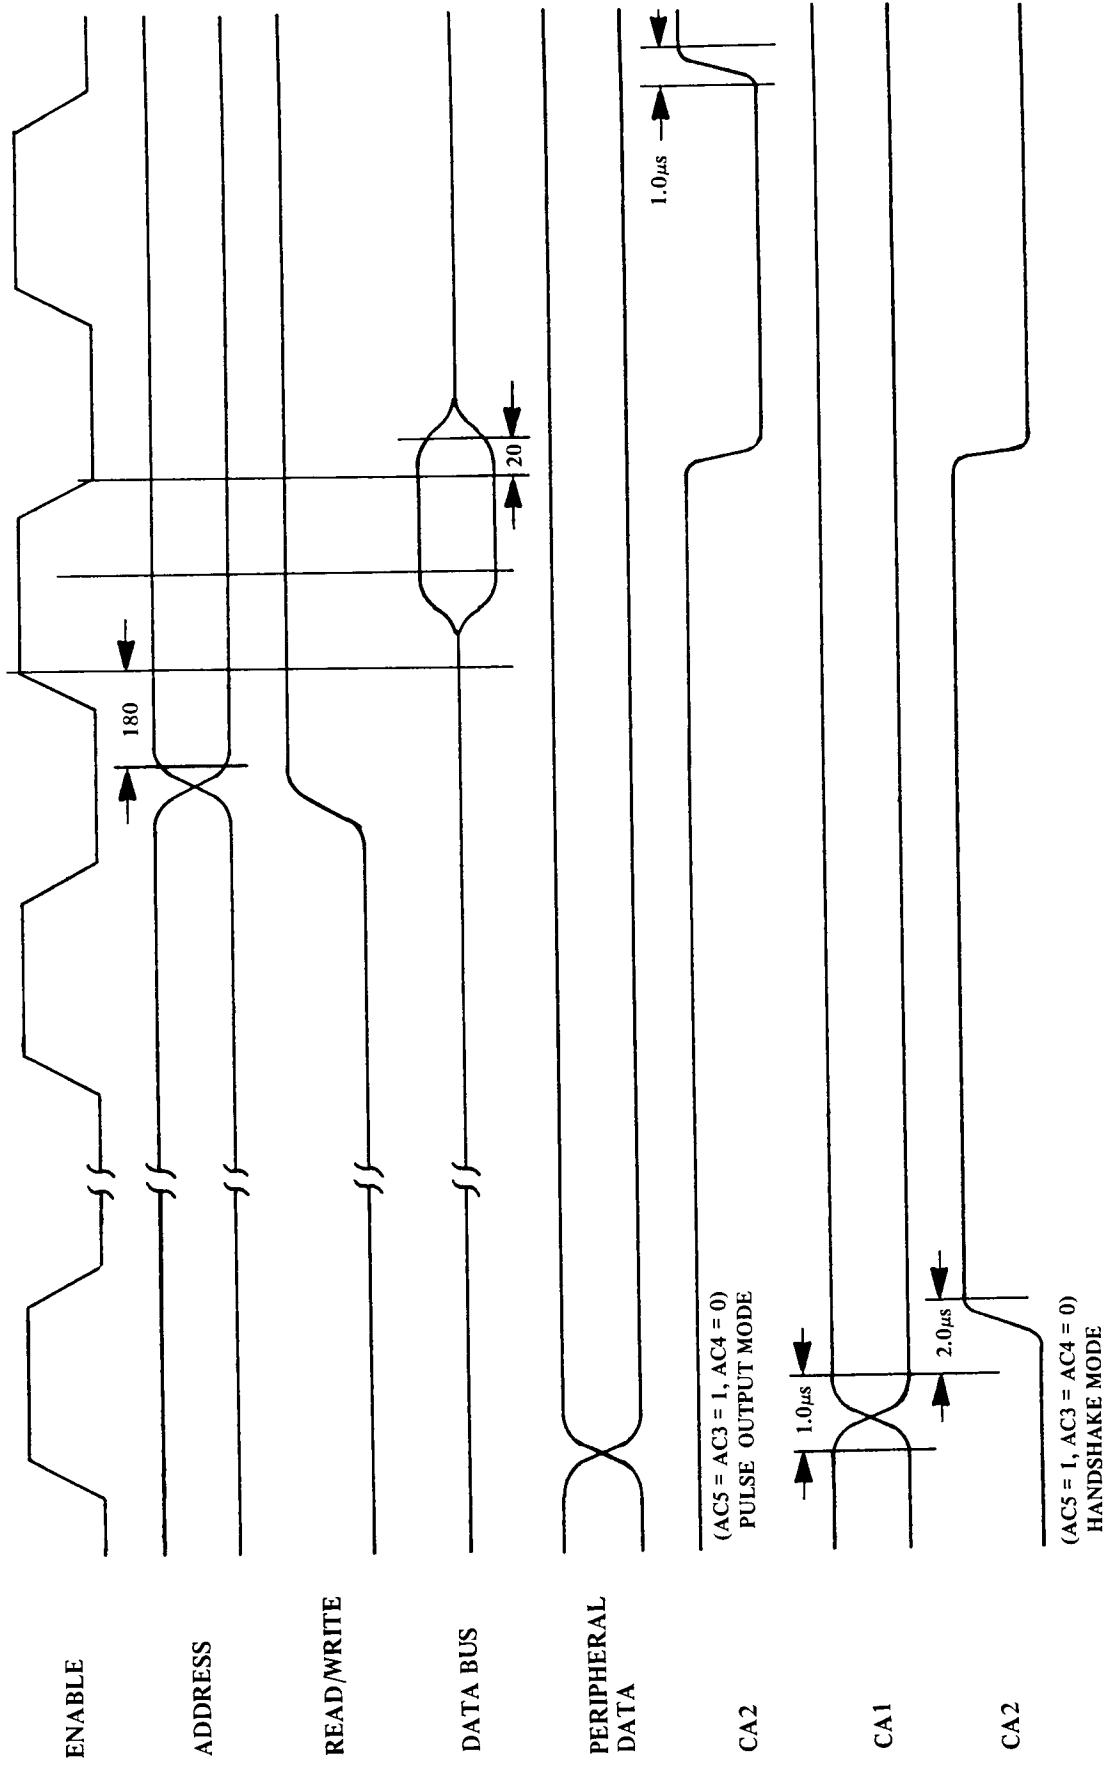 ENABLE
180
ADDRESS
READ/WRITE
DATA BUS
20
PERIPHERAL
DATA
1.0μs
CA2
(AC5 = AC3 = 1, AC4 = 0)
PULSE OUTPUT MODE
1.0μs
CA1
2.0μs
CA2
(AC5 = 1, AC3 = AC4 = 0)
HANDSHAKE MODE